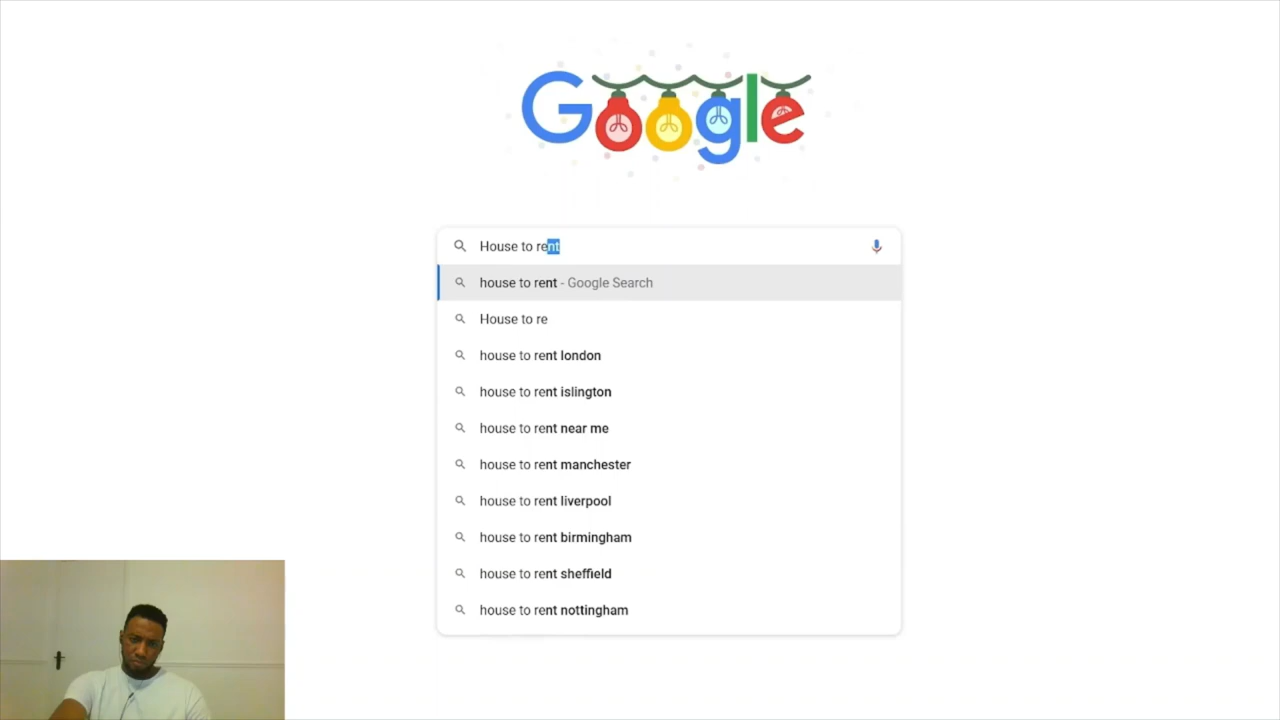 Google
House to rent
house to rent - Google Search
House to re
house to rent london
house to rent islington
house to rent near me
house to rent manchester
house to rent liverpool
house to rent birmingham
house to rent sheffield
house to rent nottingham